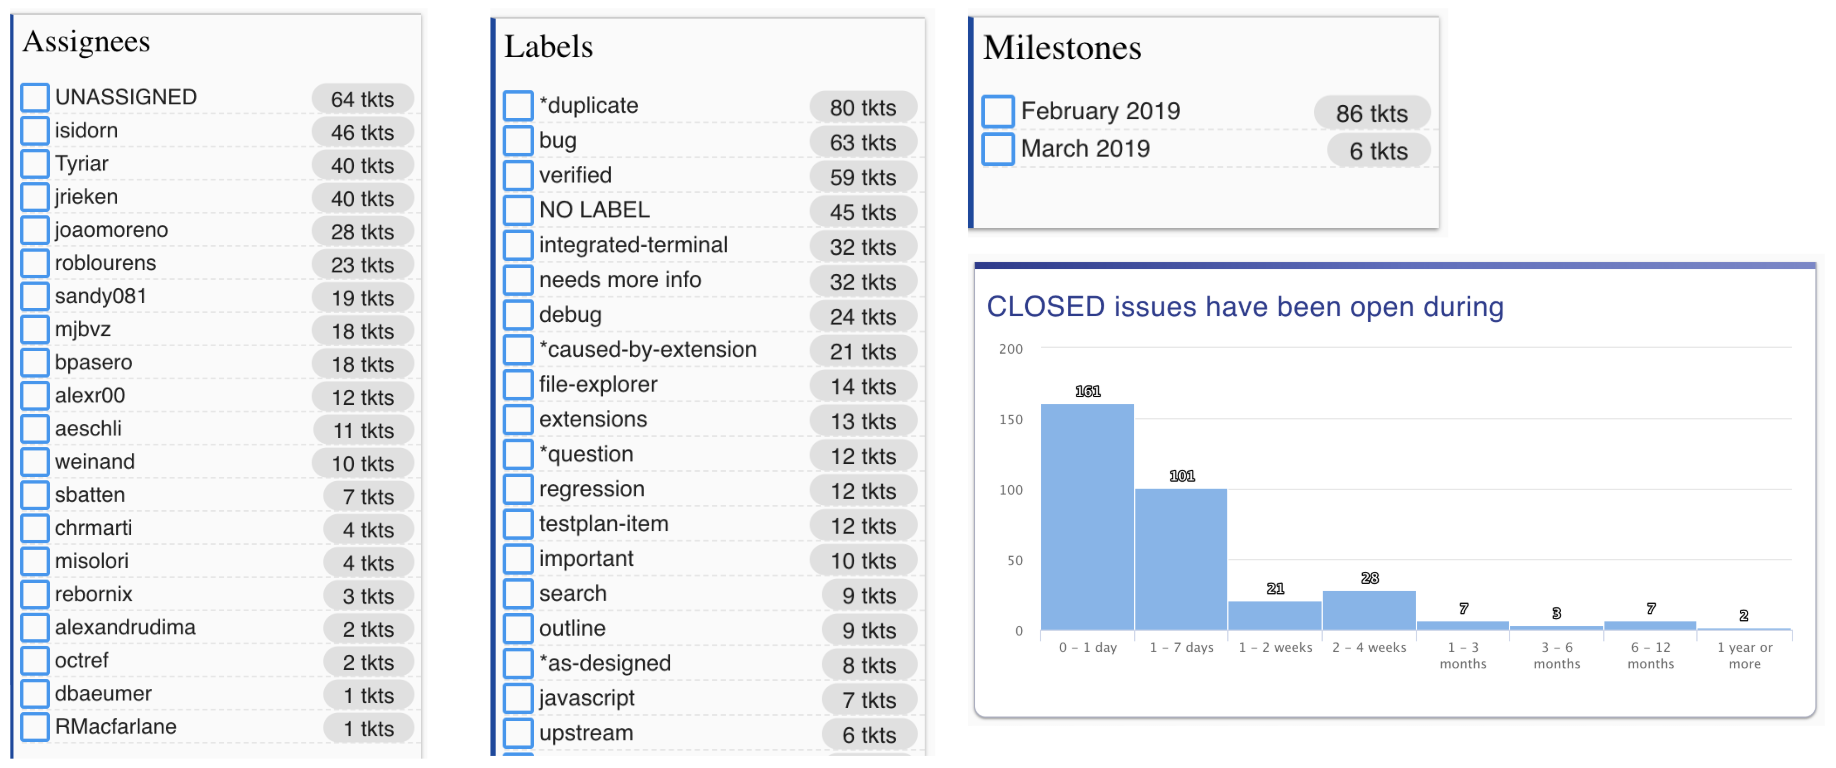 Assignees
UNASSIGNED 64 tkts
isidorn 46 tkts
Tyriar 40 tkts
jrieken 40 tkts
joaomoreno 28 tkts
roblourens 23 tkts
sandy081 19 tkts
mjbvz 18 tkts
bpasero 18 tkts
alexr00 12 tkts
aeschli 11 tkts
weinand 10 tkts
sbatten 7 tkts
chrmarti 4 tkts
misolori 4 tkts
rebornix 3 tkts
alexandrudima 2 tkts
octref 2 tkts
dbaeumer 1 tkts
RMacfarlane 1 tkts
Labels
*duplicate 80 tkts
bug 63 tkts
verified 59 tkts
NO LABEL 45 tkts
integrated-terminal 32 tkts
needs more info 32 tkts
debug 24 tkts
*caused-by-extension 21 tkts
file-explorer 14 tkts
extensions 13 tkts
*question 12 tkts
regression 12 tkts
testplan-item 12 tkts
important 10 tkts
search 9 tkts
outline 9 tkts
*as-designed 8 tkts
javascript 7 tkts
upstream 6 tkts
Milestones
February 2019 86 tkts
March 2019 6 tkts
CLOSED issues have been open during
200
150
100
50
0
161
101
21
28
7
3
7
2
0 – 1 day
1 – 7 days
1 – 2 weeks
2 – 4 weeks
1 – 3
months
3 – 6
months
6 – 12
months
1 year or
more